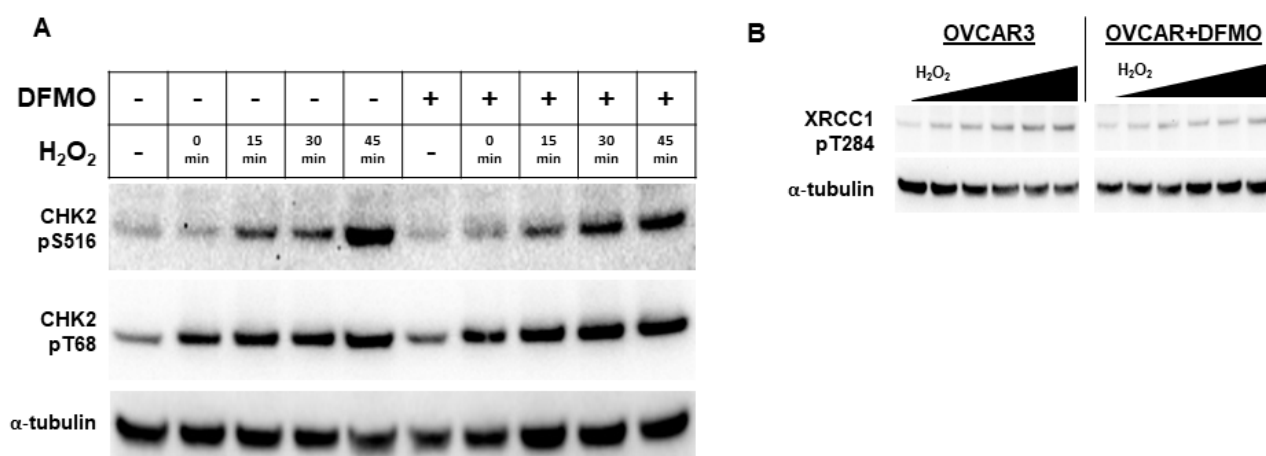 A
DFMO - - - - - + + + + +
H₂O₂ - 0 min 15 min 30 min 45 min - 0 min 15 min 30 min 45 min
CHK2
pS516
CHK2
pT68
α-tubulin
B
OVCAR3 OVCAR+DFMO
H₂O₂ H₂O₂
XRCC1
pT284
α-tubulin